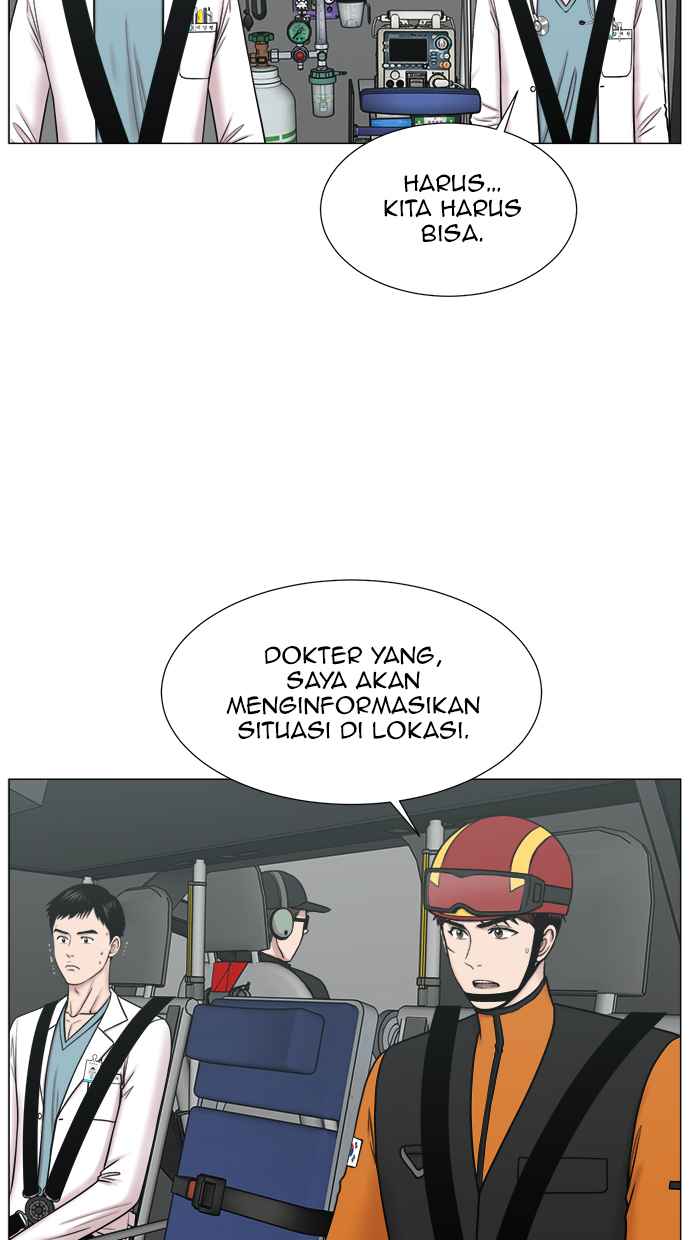 HARUS...
KITA HARUS
BISA.
DOKTER YANG,
SAYA AKAN
MENGINFORMASIKAN
SITUASI DI LOKASI.